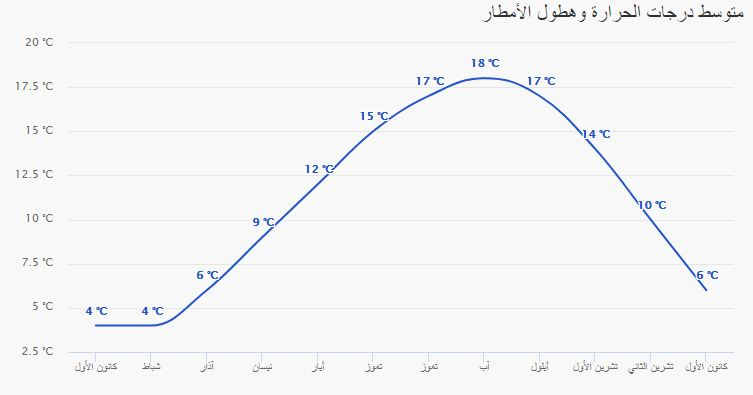 متوسط درجات الحرارة وهطول الأمطار
20 °C
17.5 °C
15 °C
12.5 °C
10 °C
7.5 °C
5 °C
2.5 °C
4 °C
4 °C
6 °C
9 °C
12 °C
15 °C
17 °C
18 °C
17 °C
14 °C
10 °C
6 °C
كانون الأول
شباط
آذار
نيسان
أيار
تموز
تموز
آب
أيلول
تشرين الأول
تشرين الثاني
كانون الأول